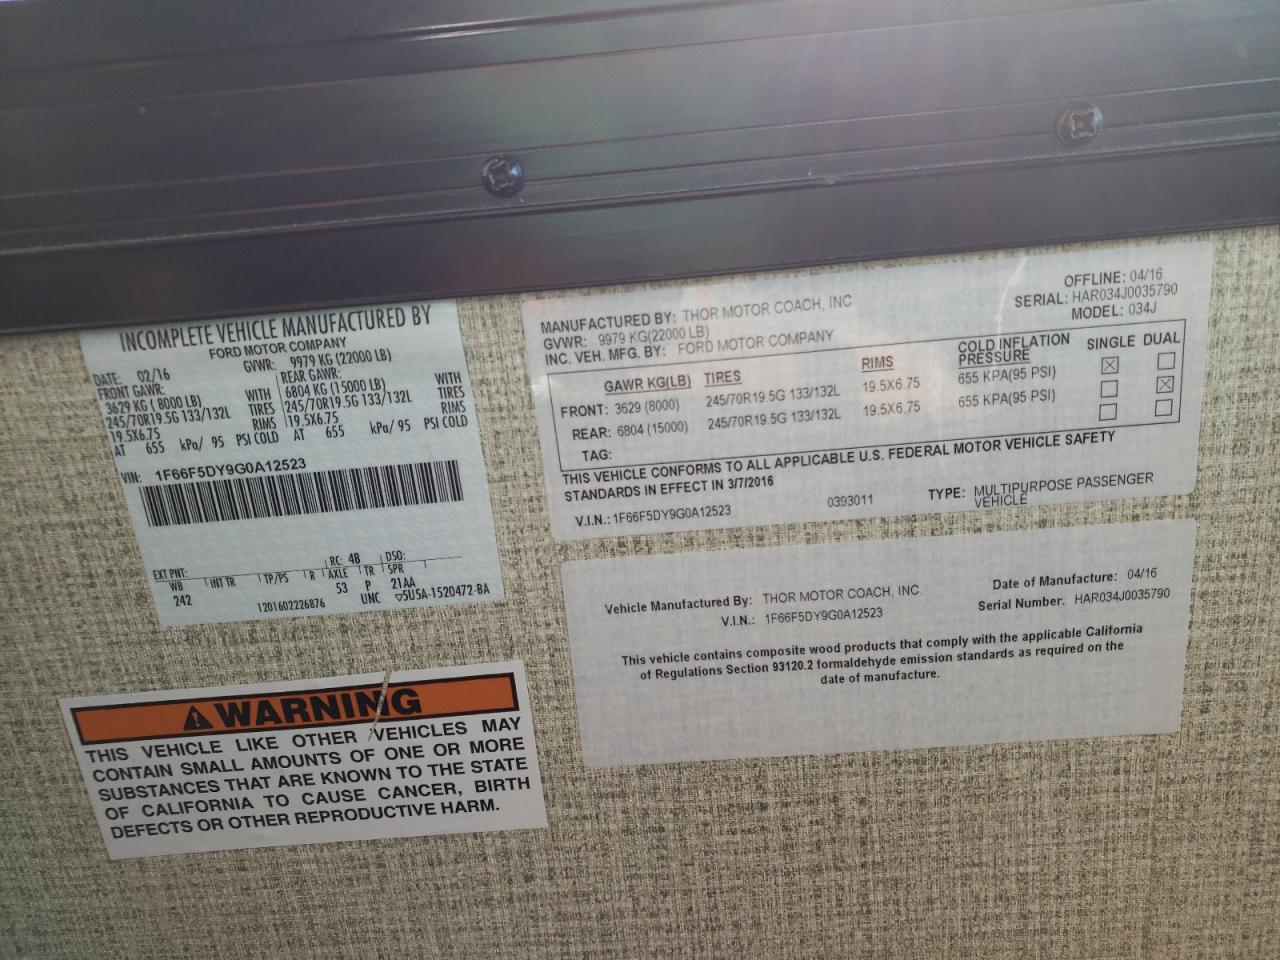 INCOMPLETE VEHICLE MANUFACTURED BY
FORD MOTOR COMPANY
DATE: 02/16 GVWR: 9979 KG (22000 LB)
FRONT GAWR: REAR GAWR:
3629 KG ( 8000 LB) WITH 6804 KG (15000 LB) WITH
245/70R19.5G 133/132L TIRES 245/70R19.5G 133/132L TIRES
19.5X6.75 RIMS 19.5X6.75 RIMS
AT 655 kPa/ 95 PSI COLD AT 655 kPa/ 95 PSI COLD
VIN: 1F66F5DY9G0A12523
EXT PNT: RC: 48 DSO:
WB INT TR TP/PS R AXLE TR SPR
242 53 P 21AA
1201602226876 UNC ▽5U5A-1520472-BA
MANUFACTURED BY: THOR MOTOR COACH, INC
GVWR: 9979 KG(22000 LB)
INC. VEH. MFG. BY: FORD MOTOR COMPANY
OFFLINE: 04/16
SERIAL: HAR034J0035790
MODEL: 034J
GAWR KG(LB) TIRES RIMS COLD INFLATION PRESSURE SINGLE DUAL
FRONT: 3629 (8000) 245/70R19.5G 133/132L 19.5X6.75 655 KPA(95 PSI) ☒ ☐
REAR: 6804 (15000) 245/70R19.5G 133/132L 19.5X6.75 655 KPA(95 PSI) ☐ ☒
TAG: ☐ ☐
THIS VEHICLE CONFORMS TO ALL APPLICABLE U.S. FEDERAL MOTOR VEHICLE SAFETY
STANDARDS IN EFFECT IN 3/7/2016
V.I.N.: 1F66F5DY9G0A12523 0393011 TYPE: MULTIPURPOSE PASSENGER
VEHICLE
Vehicle Manufactured By: THOR MOTOR COACH, INC. Date of Manufacture: 04/16
V.I.N.: 1F66F5DY9G0A12523 Serial Number. HAR034J0035790
This vehicle contains composite wood products that comply with the applicable California
of Regulations Section 93120.2 formaldehyde emission standards as required on the
date of manufacture.
WARNING
THIS VEHICLE LIKE OTHER VEHICLES MAY
CONTAIN SMALL AMOUNTS OF ONE OR MORE
SUBSTANCES THAT ARE KNOWN TO THE STATE
OF CALIFORNIA TO CAUSE CANCER, BIRTH
DEFECTS OR OTHER REPRODUCTIVE HARM.